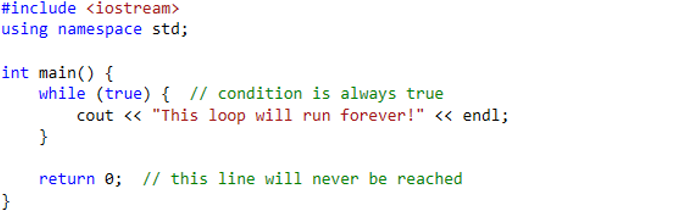 #include <iostream>
using namespace std;

int main() {
    while (true) {  // condition is always true
        cout << "This loop will run forever!" << endl;
    }

    return 0;  // this line will never be reached
}